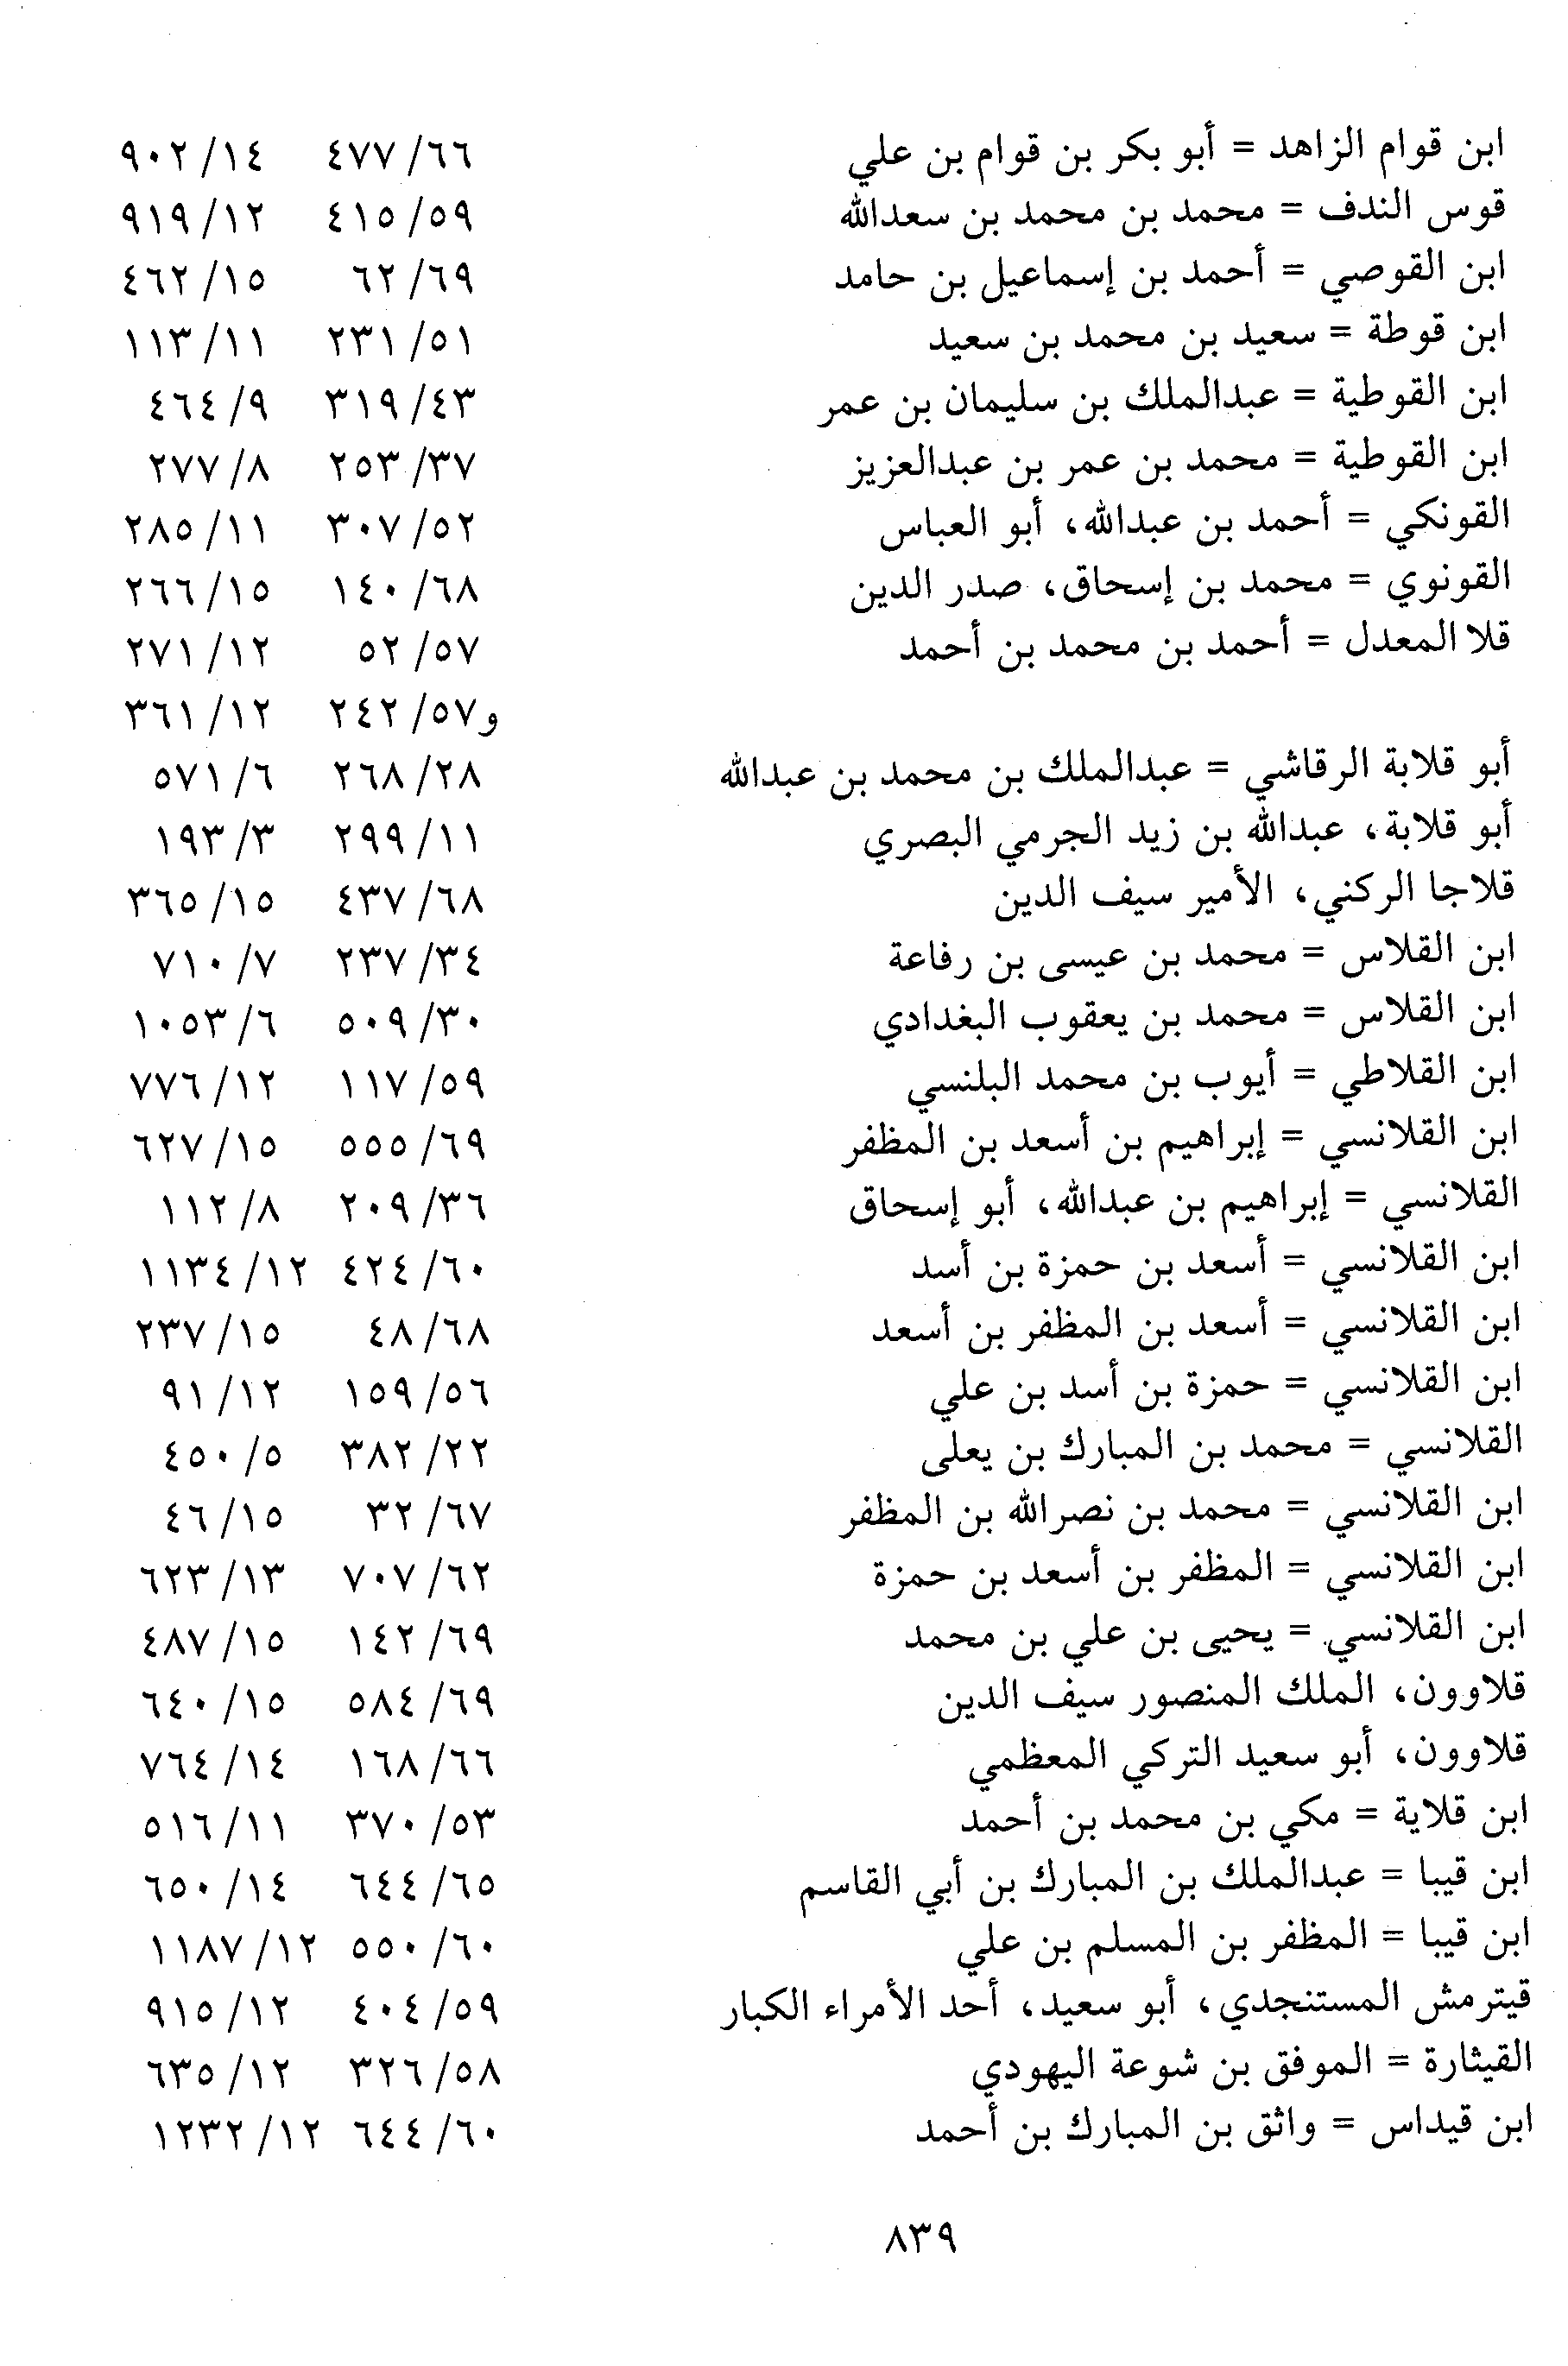 ابن قوام الزاهد = أبو بكر بن قوام بن علي ٦٦/ ٤٧٧ ١٤/ ٩٠٢
قوس الندف = محمد بن محمد بن سعدالله ٥٩/ ٤١٥ ١٢/ ٩١٩
ابن القوصي = أحمد بن إسماعيل بن حامد ٦٩/ ٦٢ ١٥/ ٤٦٢
ابن قوطة = سعيد بن محمد بن سعيد ٥١/ ٢٣١ ١١/ ١١٣
ابن القوطية = عبدالملك بن سليمان بن عمر ٤٣/ ٣١٩ ٩/ ٤٦٤
ابن القوطية = محمد بن عمر بن عبدالعزيز ٣٧/ ٢٥٣ ٨/ ٢٧٧
القونكي = أحمد بن عبدالله، أبو العباس ٥٢/ ٣٠٧ ١١/ ٢٨٥
القونوي = محمد بن إسحاق، صدر الدين ٦٨/ ١٤٠ ١٥/ ٢٦٦
قلا المعدل = أحمد بن محمد بن أحمد ٥٧/ ٥٢ ١٢/ ٢٧١
و٥٧/ ٢٤٢ ١٢/ ٣٦١
أبو قلابة الرقاشي = عبدالملك بن محمد بن عبدالله ٢٨/ ٢٦٨ ٦/ ٥٧١
أبو قلابة، عبدالله بن زيد الجرمي البصري ١١/ ٢٩٩ ٣/ ١٩٣
قلاجا الركني، الأمير سيف الدين ٦٨/ ٤٣٧ ١٥/ ٣٦٥
ابن القلاس = محمد بن عيسى بن رفاعة ٣٤/ ٢٣٧ ٧/ ٧١٠
ابن القلاس = محمد بن يعقوب البغدادي ٣٠/ ٥٠٩ ٦/ ١٠٥٣
ابن القلاطي = أيوب بن محمد البلنسي ٥٩/ ١١٧ ١٢/ ٧٧٦
ابن القلانسي = إبراهيم بن أسعد بن المظفر ٦٩/ ٥٥٥ ١٥/ ٦٢٧
القلانسي = إبراهيم بن عبدالله، أبو إسحاق ٣٦/ ٢٠٩ ٨/ ١١٢
ابن القلانسي = أسعد بن حمزة بن أسد ٦٠/ ٤٢٤ ١٢/ ١١٣٤
ابن القلانسي = أسعد بن المظفر بن أسعد ٦٨/ ٤٨ ١٥/ ٢٣٧
ابن القلانسي = حمزة بن أسد بن علي ٥٦/ ١٥٩ ١٢/ ٩١
القلانسي = محمد بن المبارك بن يعلى ٢٢/ ٣٨٢ ٥/ ٤٥٠
ابن القلانسي = محمد بن نصرالله بن المظفر ٦٧/ ٣٢ ١٥/ ٤٦
ابن القلانسي = المظفر بن أسعد بن حمزة ٦٢/ ٧٠٧ ١٣/ ٦٢٣
ابن القلانسي = يحيى بن علي بن محمد ٦٩/ ١٤٢ ١٥/ ٤٨٧
قلاوون، الملك المنصور سيف الدين ٦٩/ ٥٨٤ ١٥/ ٦٤٠
قلاوون، أبو سعيد التركي المعظمي ٦٦/ ١٦٨ ١٤/ ٧٦٤
ابن قلاية = مكي بن محمد بن أحمد ٥٣/ ٣٧٠ ١١/ ٥١٦
ابن قيبا = عبدالملك بن المبارك بن أبي القاسم ٦٥/ ٦٤٤ ١٤/ ٦٥٠
ابن قيبا = المظفر بن المسلم بن علي ٦٠/ ٥٥٠ ١٢/ ١١٨٧
قيترمش المستنجدي، أبو سعيد، أحد الأمراء الكبار ٥٩/ ٤٠٤ ١٢/ ٩١٥
القيثارة = الموفق بن شوعة اليهودي ٥٨/ ٣٢٦ ١٢/ ٦٣٥
ابن قيداس = واثق بن المبارك بن أحمد ٦٠/ ٦٤٤ ١٢/ ١٢٣٢
٨٣٩